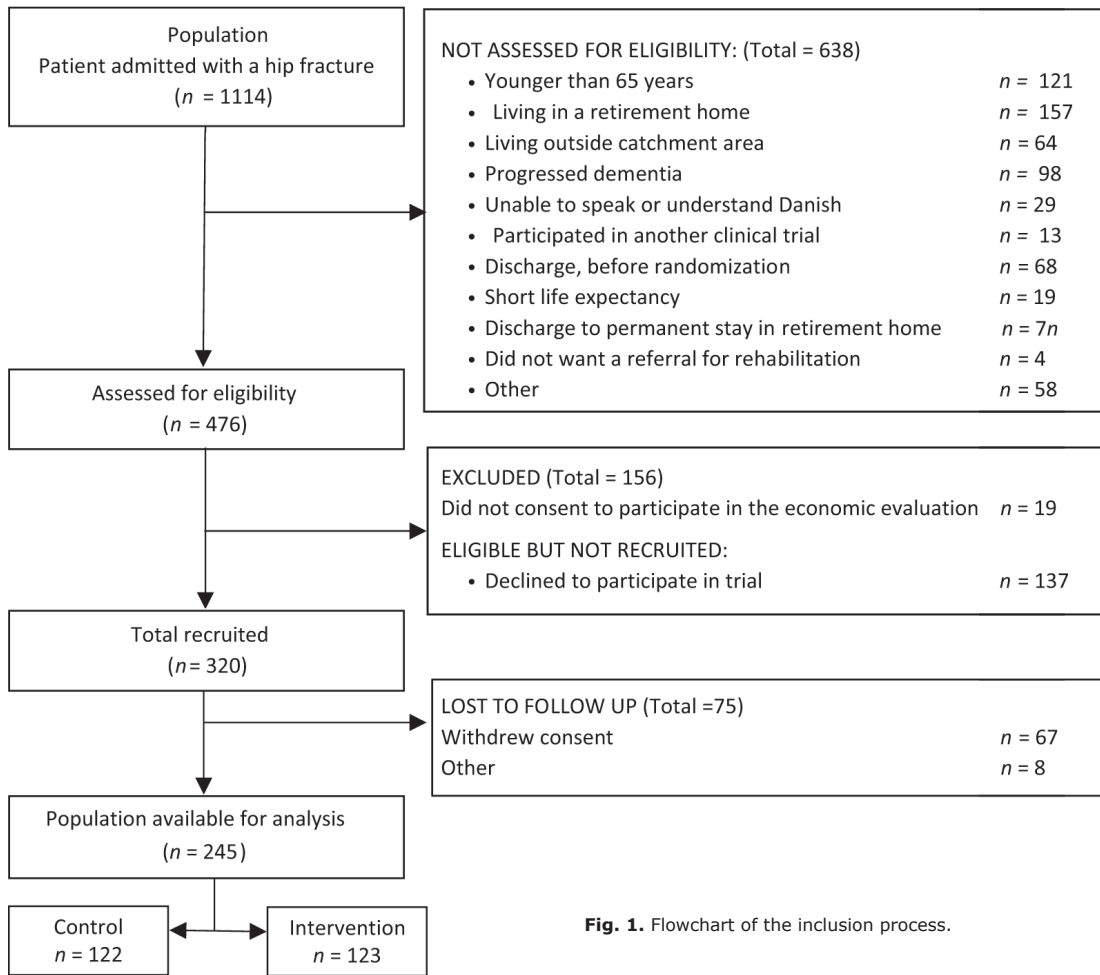 Population
Patient admitted with a hip fracture
(n = 1114)
NOT ASSESSED FOR ELIGIBILITY: (Total = 638)
• Younger than 65 years n = 121
• Living in a retirement home n = 157
• Living outside catchment area n = 64
• Progressed dementia n = 98
• Unable to speak or understand Danish n = 29
• Participated in another clinical trial n = 13
• Discharge, before randomization n = 68
• Short life expectancy n = 19
• Discharge to permanent stay in retirement home n = 7n
• Did not want a referral for rehabilitation n = 4
• Other n = 58
Assessed for eligibility
(n = 476)
EXCLUDED (Total = 156)
Did not consent to participate in the economic evaluation n = 19
ELIGIBLE BUT NOT RECRUITED:
• Declined to participate in trial n = 137
Total recruited
(n = 320)
LOST TO FOLLOW UP (Total =75)
Withdrew consent n = 67
Other n = 8
Population available for analysis
(n = 245)
Control
n = 122
Intervention
n = 123
Fig. 1. Flowchart of the inclusion process.